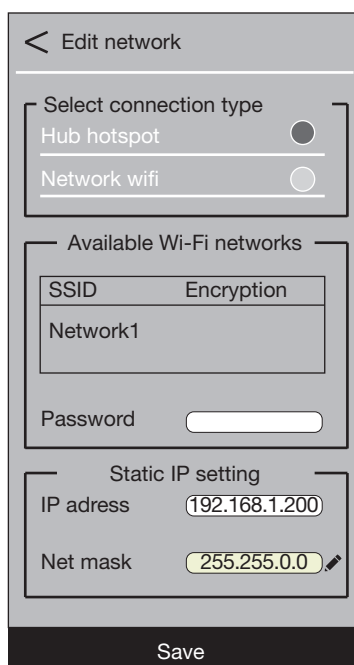 < Edit network
Select connection type
Hub hotspot
Network wifi
Available Wi-Fi networks
SSID Encryption
Network1
Password
Static IP setting
IP adress 192.168.1.200
Net mask 255.255.0.0
Save